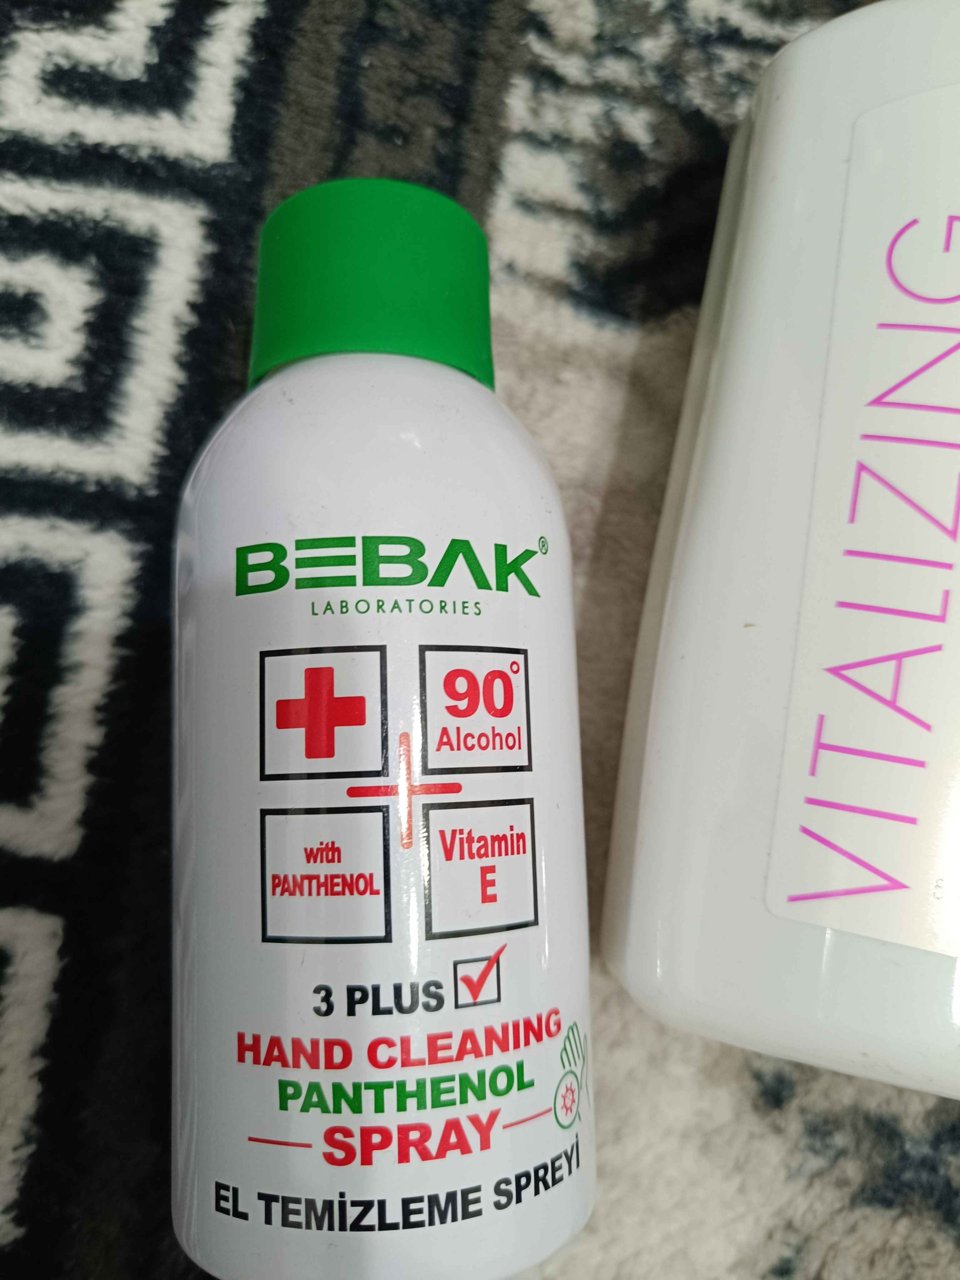 BEBAK®
LABORATORIES
90°
Alcohol
with
PANTHENOL
Vitamin
E
3 PLUS
HAND CLEANING
PANTHENOL
SPRAY
EL TEMİZLEME SPREYİ
VITALIZING